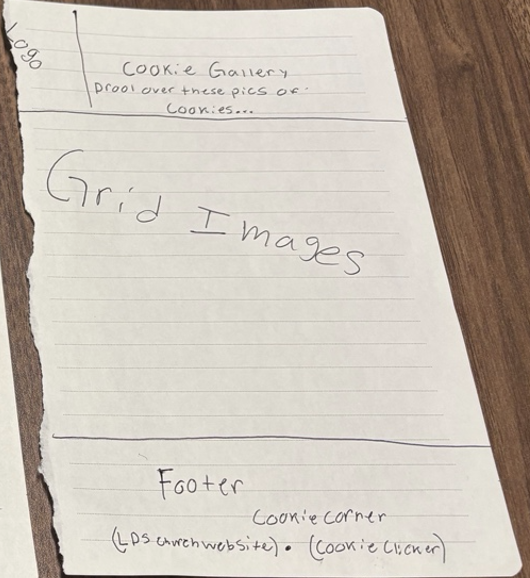 Logo
Cookie Gallery
Drool over these pics of
Cookies...
Grid Images
Footer
Cookie corner
(LDS church website). (Cookie Clicker)